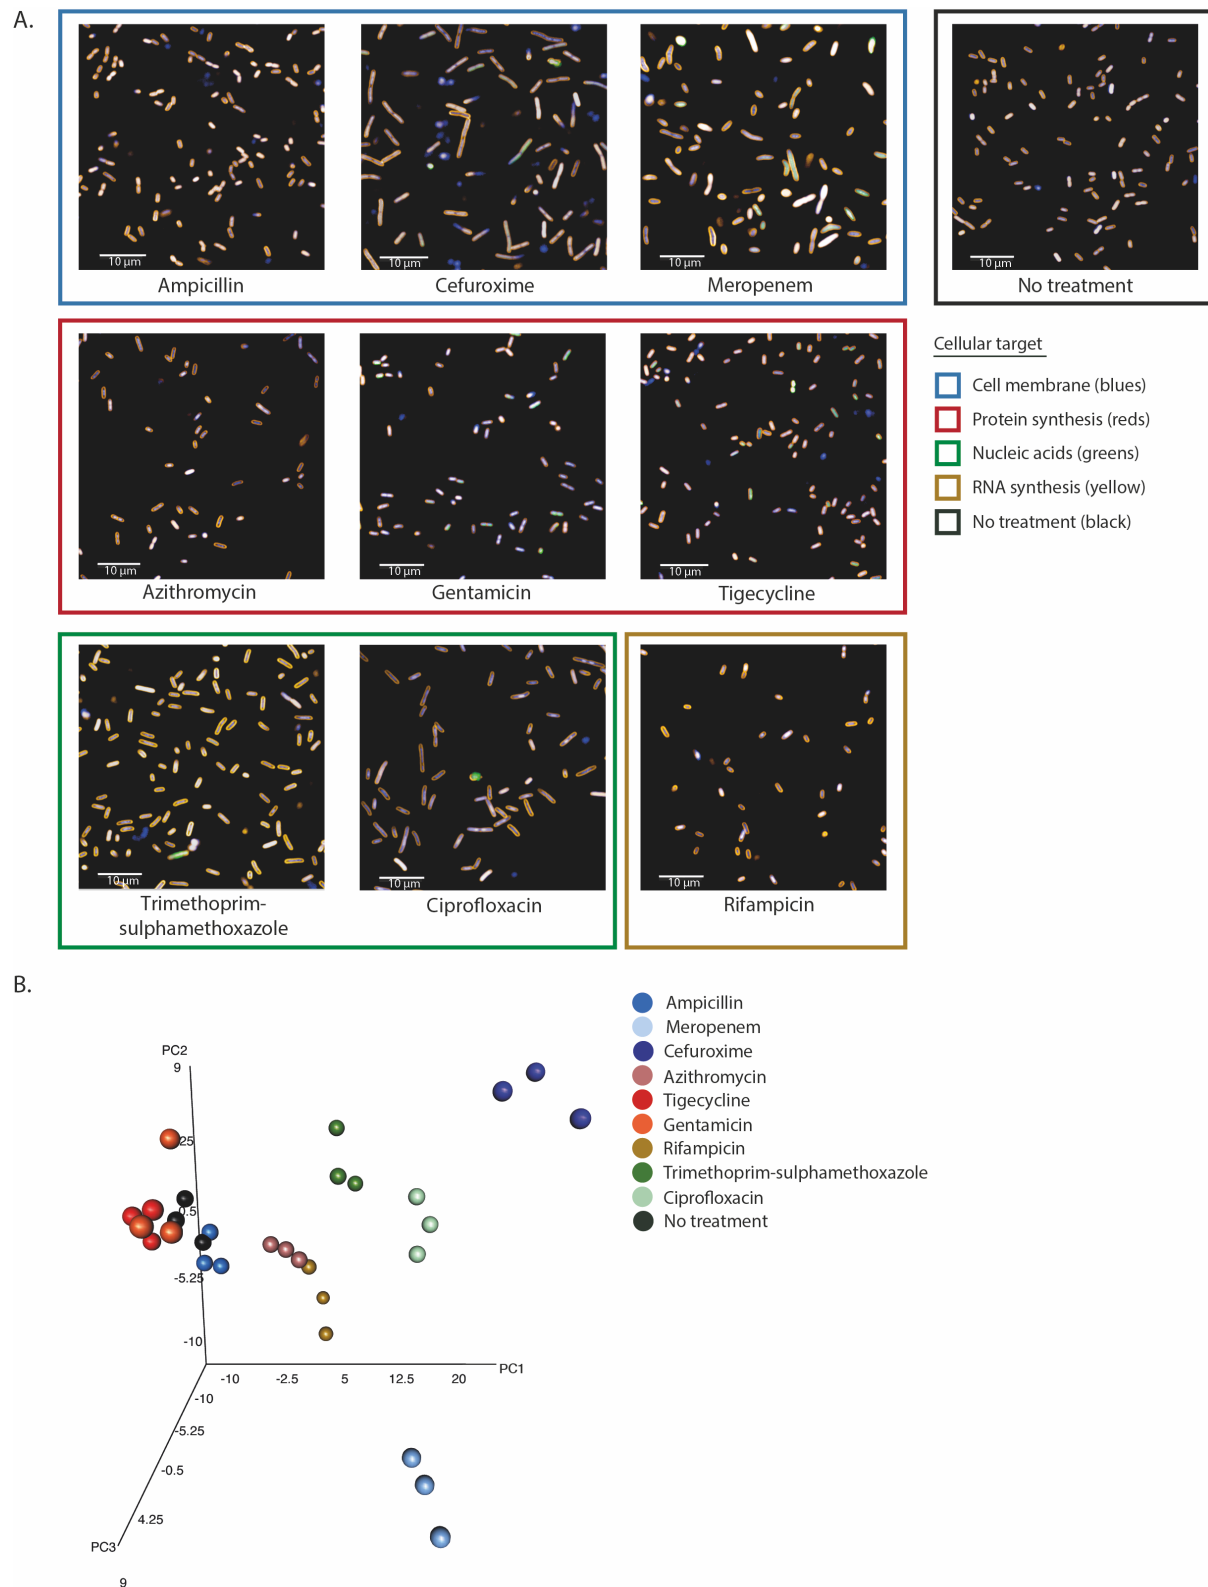 A.
10 µm
10 µm
10 µm
10 µm
Ampicillin
Cefuroxime
Meropenem
No treatment
Cellular target
Cell membrane (blues)
Protein synthesis (reds)
Nucleic acids (greens)
RNA synthesis (yellow)
No treatment (black)
10 µm
10 µm
10 µm
Azithromycin
Gentamicin
Tigecycline
10 µm
10 µm
10 µm
Trimethoprim-
sulphamethoxazole
Ciprofloxacin
Rifampicin
B.
PC2
9
25
0.5
-5.25
-10
PC1
-10
-2.5
5
12.5
20
-10
-5.25
-0.5
4.25
PC3
9
Ampicillin
Meropenem
Cefuroxime
Azithromycin
Tigecycline
Gentamicin
Rifampicin
Trimethoprim-sulphamethoxazole
Ciprofloxacin
No treatment